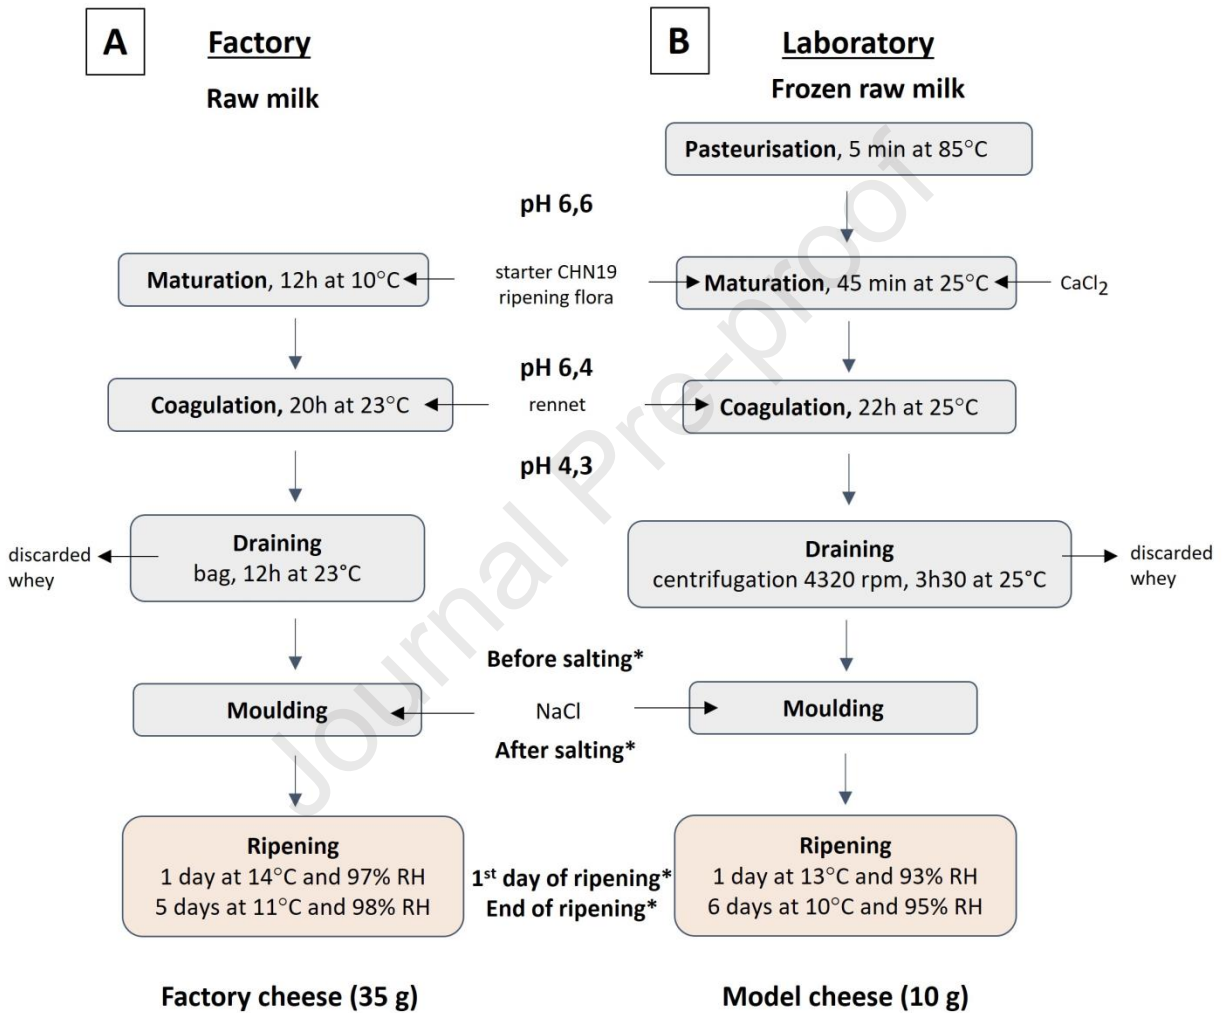 A
Factory
Raw milk
B
Laboratory
Frozen raw milk
Pasteurisation, 5 min at 85°C
pH 6,6
Maturation, 12h at 10°C
starter CHN19
ripening flora
Maturation, 45 min at 25°C
CaCl2
pH 6,4
Coagulation, 20h at 23°C
rennet
Coagulation, 22h at 25°C
pH 4,3
discarded
whey
Draining
bag, 12h at 23°C
Draining
centrifugation 4320 rpm, 3h30 at 25°C
discarded
whey
Before salting*
Moulding
NaCl
Moulding
After salting*
Ripening
1 day at 14°C and 97% RH
5 days at 11°C and 98% RH
1st day of ripening*
End of ripening*
Ripening
1 day at 13°C and 93% RH
6 days at 10°C and 95% RH
Factory cheese (35 g)
Model cheese (10 g)
Journal Pre-proof